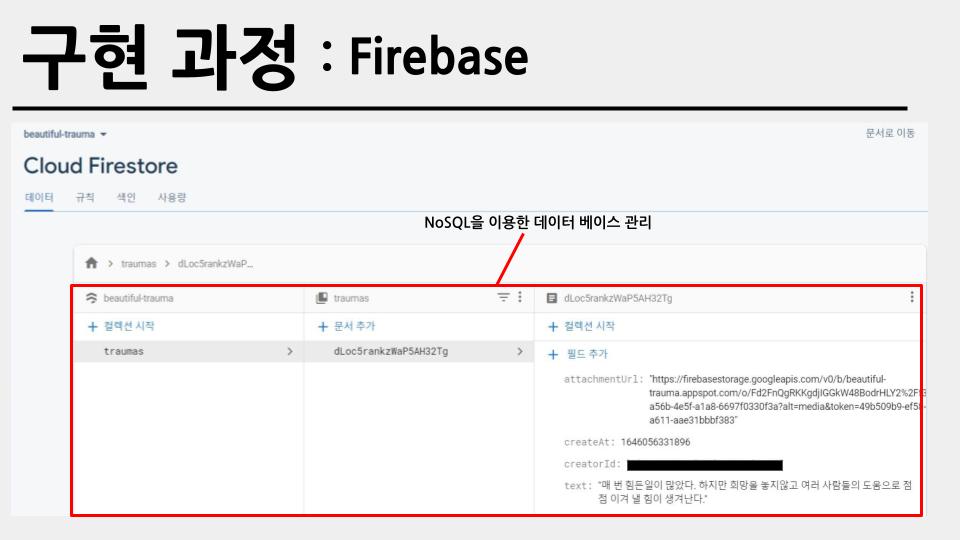 구현 과정 : Firebase
beautiful-trauma
문서로 이동
Cloud Firestore
데이터 규칙 색인 사용량
NoSQL을 이용한 데이터 베이스 관리
traumas dLoc5rankzWaP...
beautiful-trauma
traumas
dLoc5rankzWaP5AH32Tg
+ 컬렉션 시작
+ 문서 추가
+ 컬렉션 시작
traumas
dLoc5rankzWaP5AH32Tg
+ 필드 추가
attachmentUrl: "https://firebasestorage.googleapis.com/v0/b/beautiful-
trauma.appspot.com/o/Fd2FnQgRKKgdjIGGkW48BodrHLY2%2Ff3
a56b-4e5f-a1a8-6697f0330f3a?alt=media&token=49b509b9-ef58-
a611-aae31bbbf383"
createAt: 1646056331896
creatorId:
text: "매 번 힘든일이 많았다. 하지만 희망을 놓지않고 여러 사람들의 도움으로 점
점 이겨 낼 힘이 생겨난다."